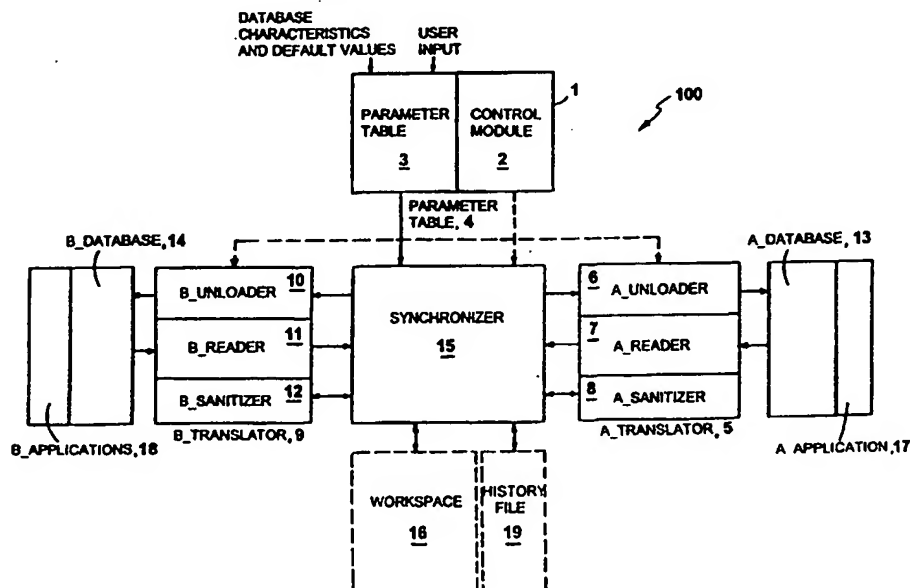 DATABASE
CHARACTERISTICS
AND DEFAULT VALUES
USER
INPUT
PARAMETER
TABLE
3
CONTROL
MODULE
2
1
100
PARAMETER
TABLE, 4
B_DATABASE, 14
A_DATABASE, 13
B_UNLOADER 10
B_READER 11
B_SANITIZER 12
SYNCHRONIZER
15
6 A_UNLOADER
7 A_READER
8 A_SANITIZER
B_APPLICATIONS, 18
B_TRANSLATOR, 9
A_TRANSLATOR, 5
A APPLICATION, 17
WORKSPACE
16
HISTORY
FILE
19